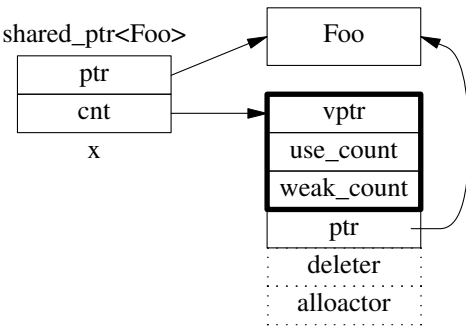 shared_ptr<Foo>
ptr
cnt
x
Foo
vptr
use_count
weak_count
ptr
deleter
alloactor